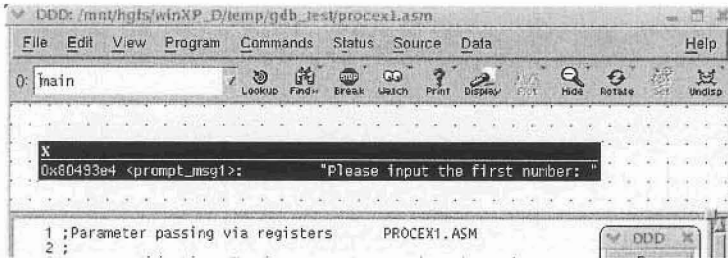 DDD: /mnt/hgfs/winXP_D/temp/gdb_test/procex1.asm
File Edit View Program Commands Status Source Data Help
0: main
Lookup Find» Break Watch Print Display Plot Hide Rotate Set Undisp
X
0x80493e4 <prompt_msg1>: "Please input the first number: "
1 ;Parameter passing via registers PROCEX1.ASM
2 ;
DDD